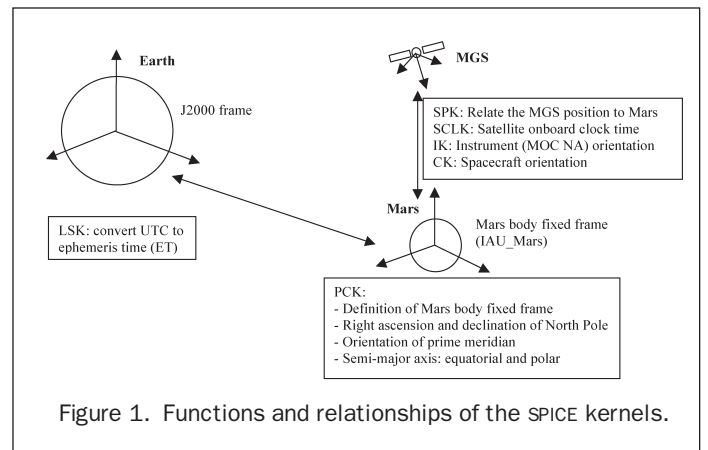 Earth
MGS
J2000 frame
SPK: Relate the MGS position to Mars
SCLK: Satellite onboard clock time
IK: Instrument (MOC NA) orientation
CK: Spacecraft orientation
Mars
LSK: convert UTC to
ephemeris time (ET)
Mars body fixed frame
(IAU_Mars)
PCK:
- Definition of Mars body fixed frame
- Right ascension and declination of North Pole
- Orientation of prime meridian
- Semi-major axis: equatorial and polar
Figure 1. Functions and relationships of the SPICE kernels.